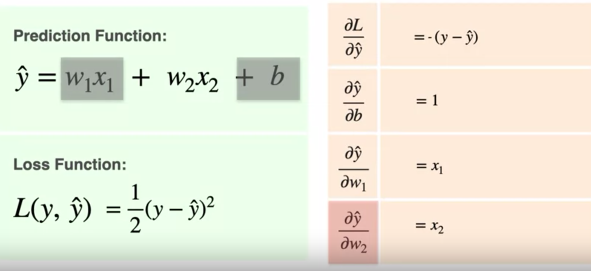 Prediction Function:
ŷ = w₁x₁ + w₂x₂ + b
Loss Function:
L(y, ŷ) = 1/2 (y − ŷ)²
∂L/∂ŷ = -(y − ŷ)
∂ŷ/∂b = 1
∂ŷ/∂w₁ = x₁
∂ŷ/∂w₂ = x₂